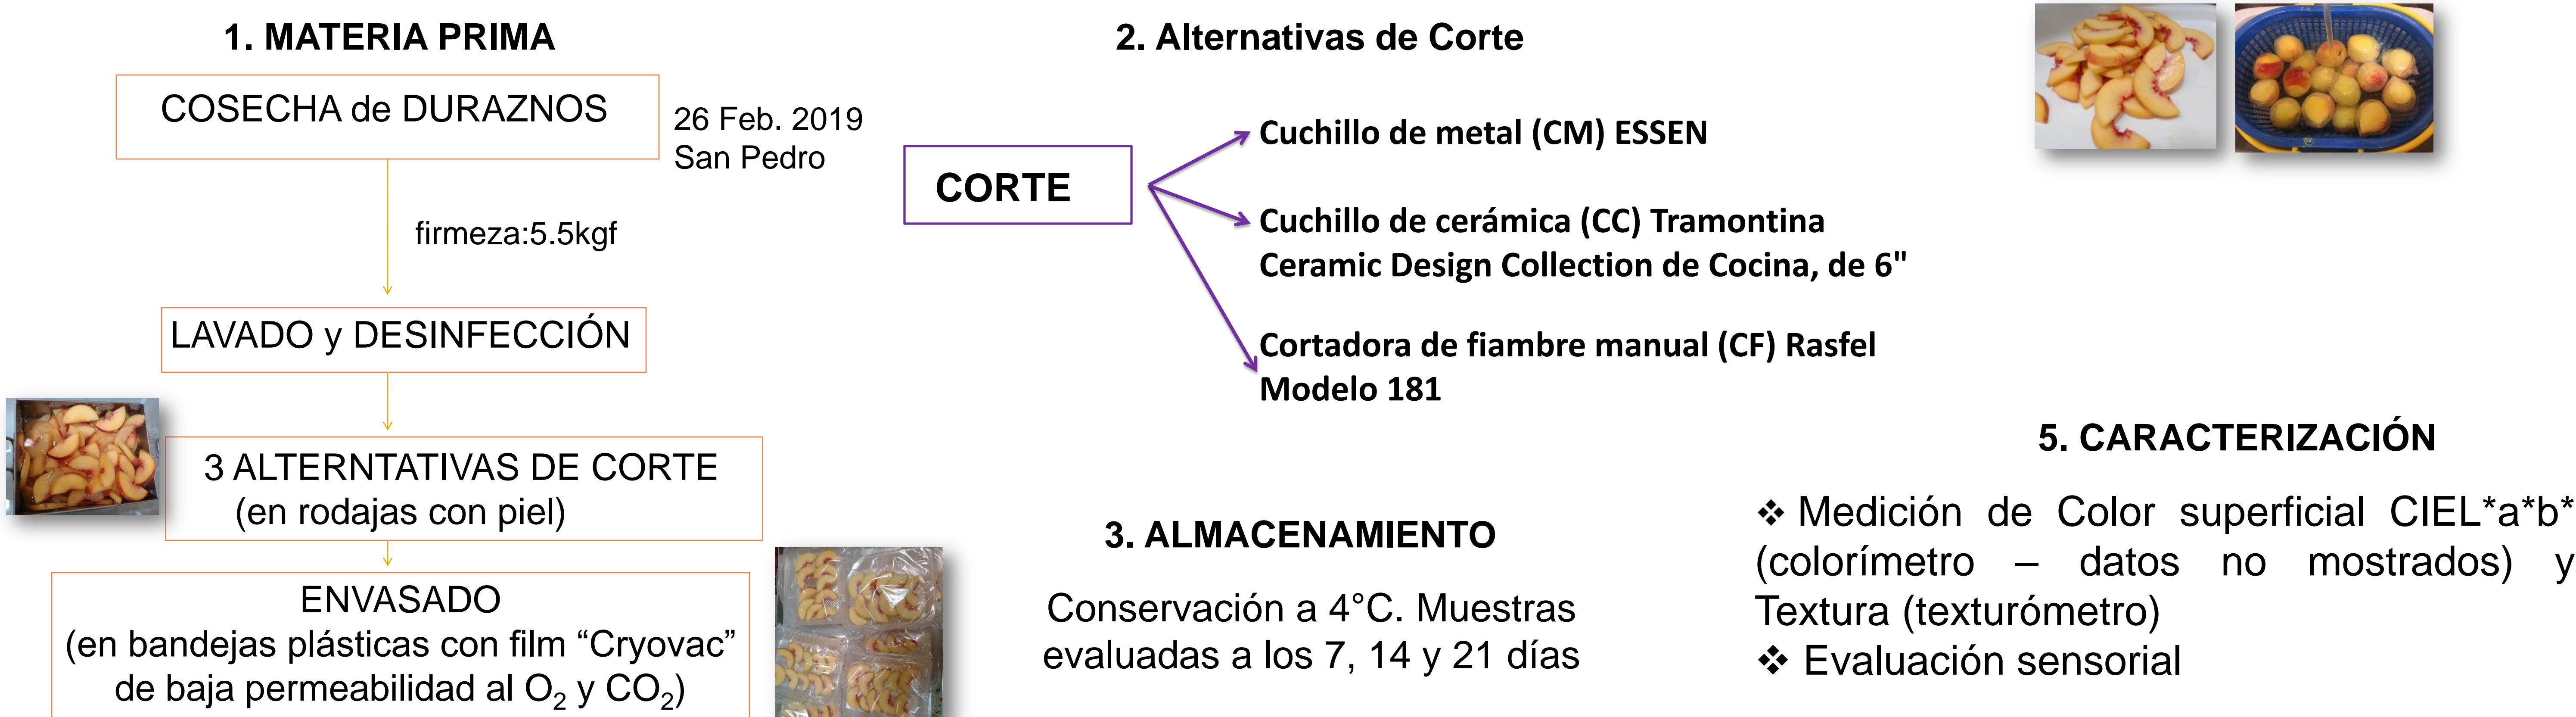 1. MATERIA PRIMA
COSECHA de DURAZNOS
26 Feb. 2019
San Pedro
firmeza:5.5kgf
LAVADO y DESINFECCIÓN
3 ALTERNTATIVAS DE CORTE
(en rodajas con piel)
ENVASADO
(en bandejas plásticas con film “Cryovac”
de baja permeabilidad al O₂ y CO₂)
2. Alternativas de Corte
CORTE
Cuchillo de metal (CM) ESSEN
Cuchillo de cerámica (CC) Tramontina
Ceramic Design Collection de Cocina, de 6"
Cortadora de fiambre manual (CF) Rasfel
Modelo 181
3. ALMACENAMIENTO
Conservación a 4°C. Muestras
evaluadas a los 7, 14 y 21 días
5. CARACTERIZACIÓN
❖ Medición de Color superficial CIEL*a*b*
(colorímetro – datos no mostrados) y
Textura (texturómetro)
❖ Evaluación sensorial